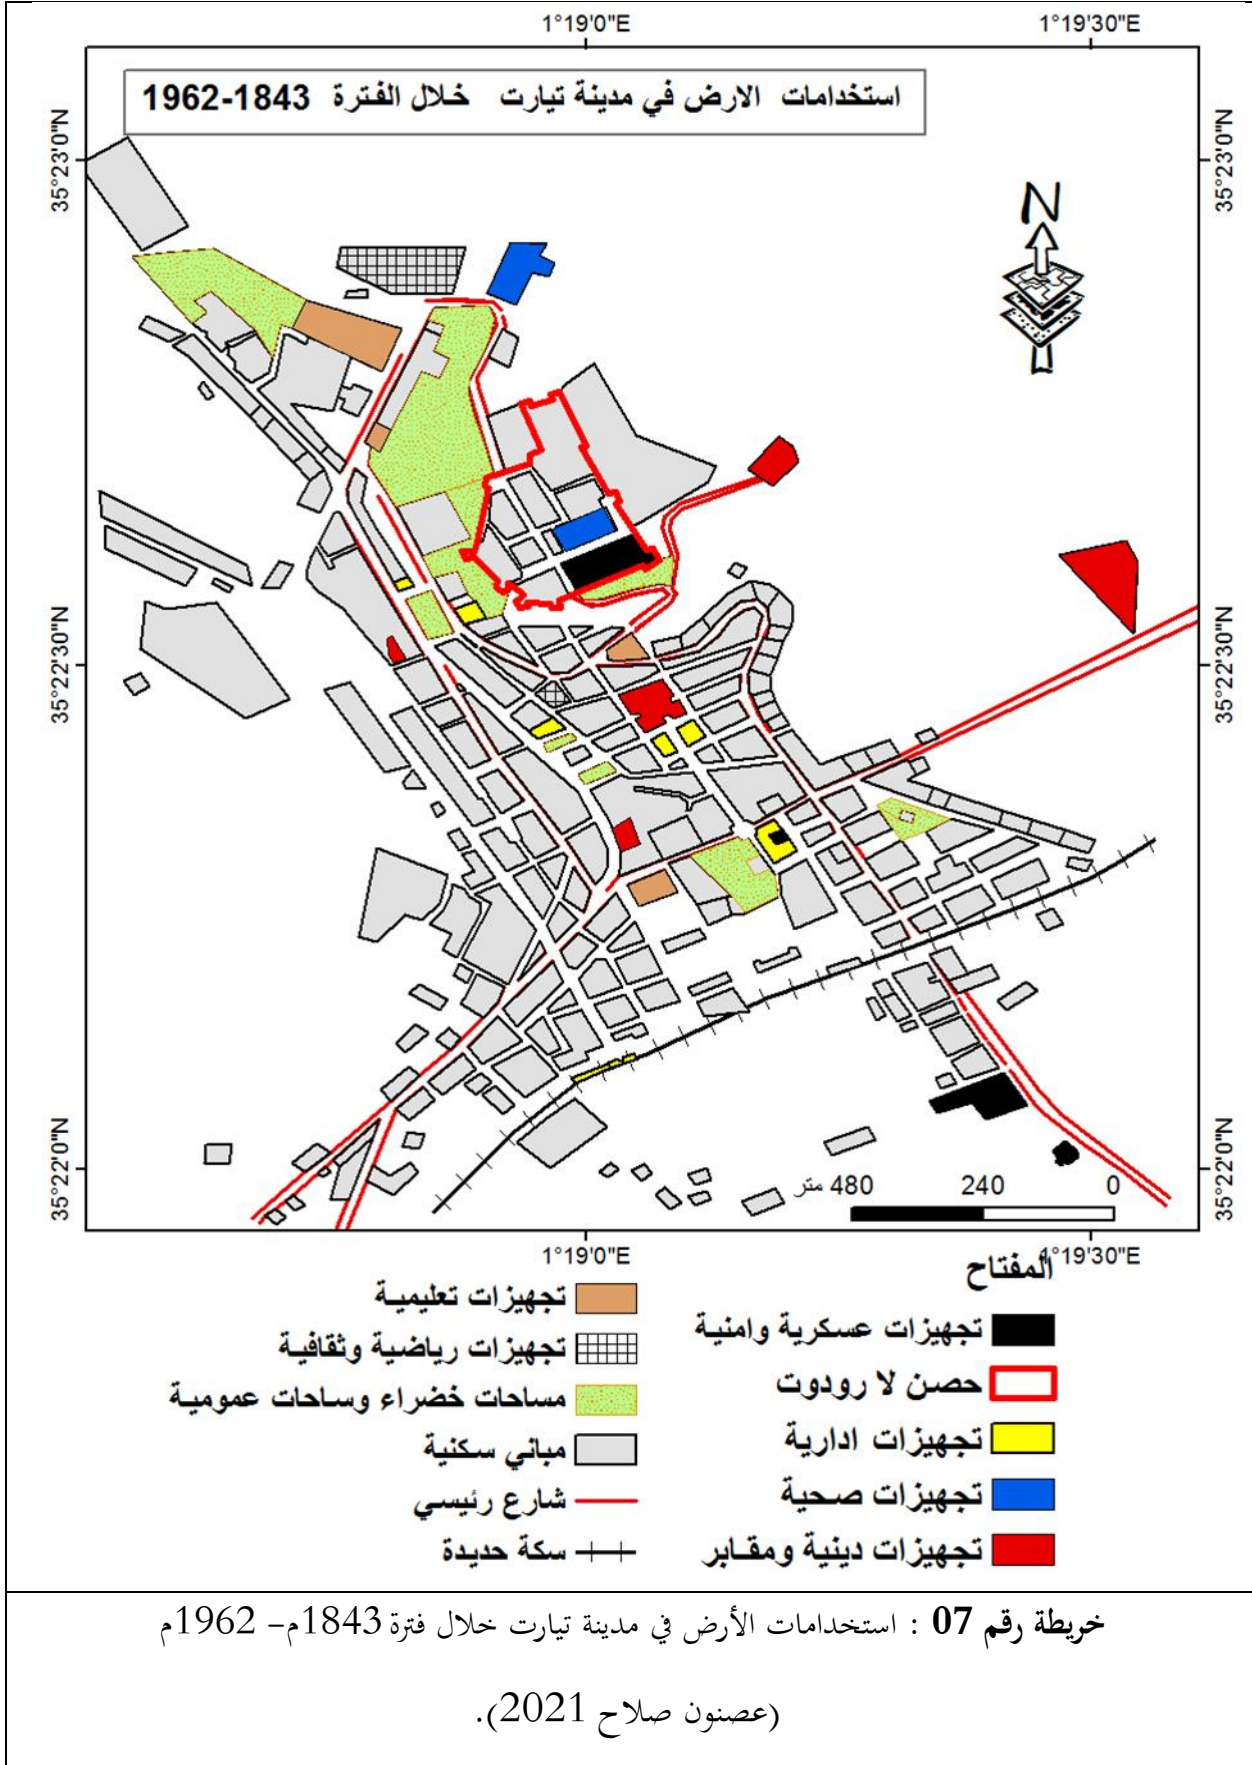 1°19'0"E 1°19'30"E
استخدامات الارض في مدينة تيارت خلال الفترة 1843-1962
35°23'0"N 35°23'0"N
N
35°22'30"N 35°22'30"N
35°22'0"N 35°22'0"N
0 240 480 متر
1°19'0"E 1°19'30"E
المفتاح
تجهيزات عسكرية وامنية
حصن لا رودوت
تجهيزات ادارية
تجهيزات صحية
تجهيزات دينية ومقابر
تجهيزات تعليمية
تجهيزات رياضية وثقافية
مساحات خضراء وساحات عمومية
مباني سكنية
شارع رئيسي
سكة حديدة
خريطة رقم 07 : استخدامات الأرض في مدينة تيارت خلال فترة 1843م- 1962م
(عصنون صلاح 2021).